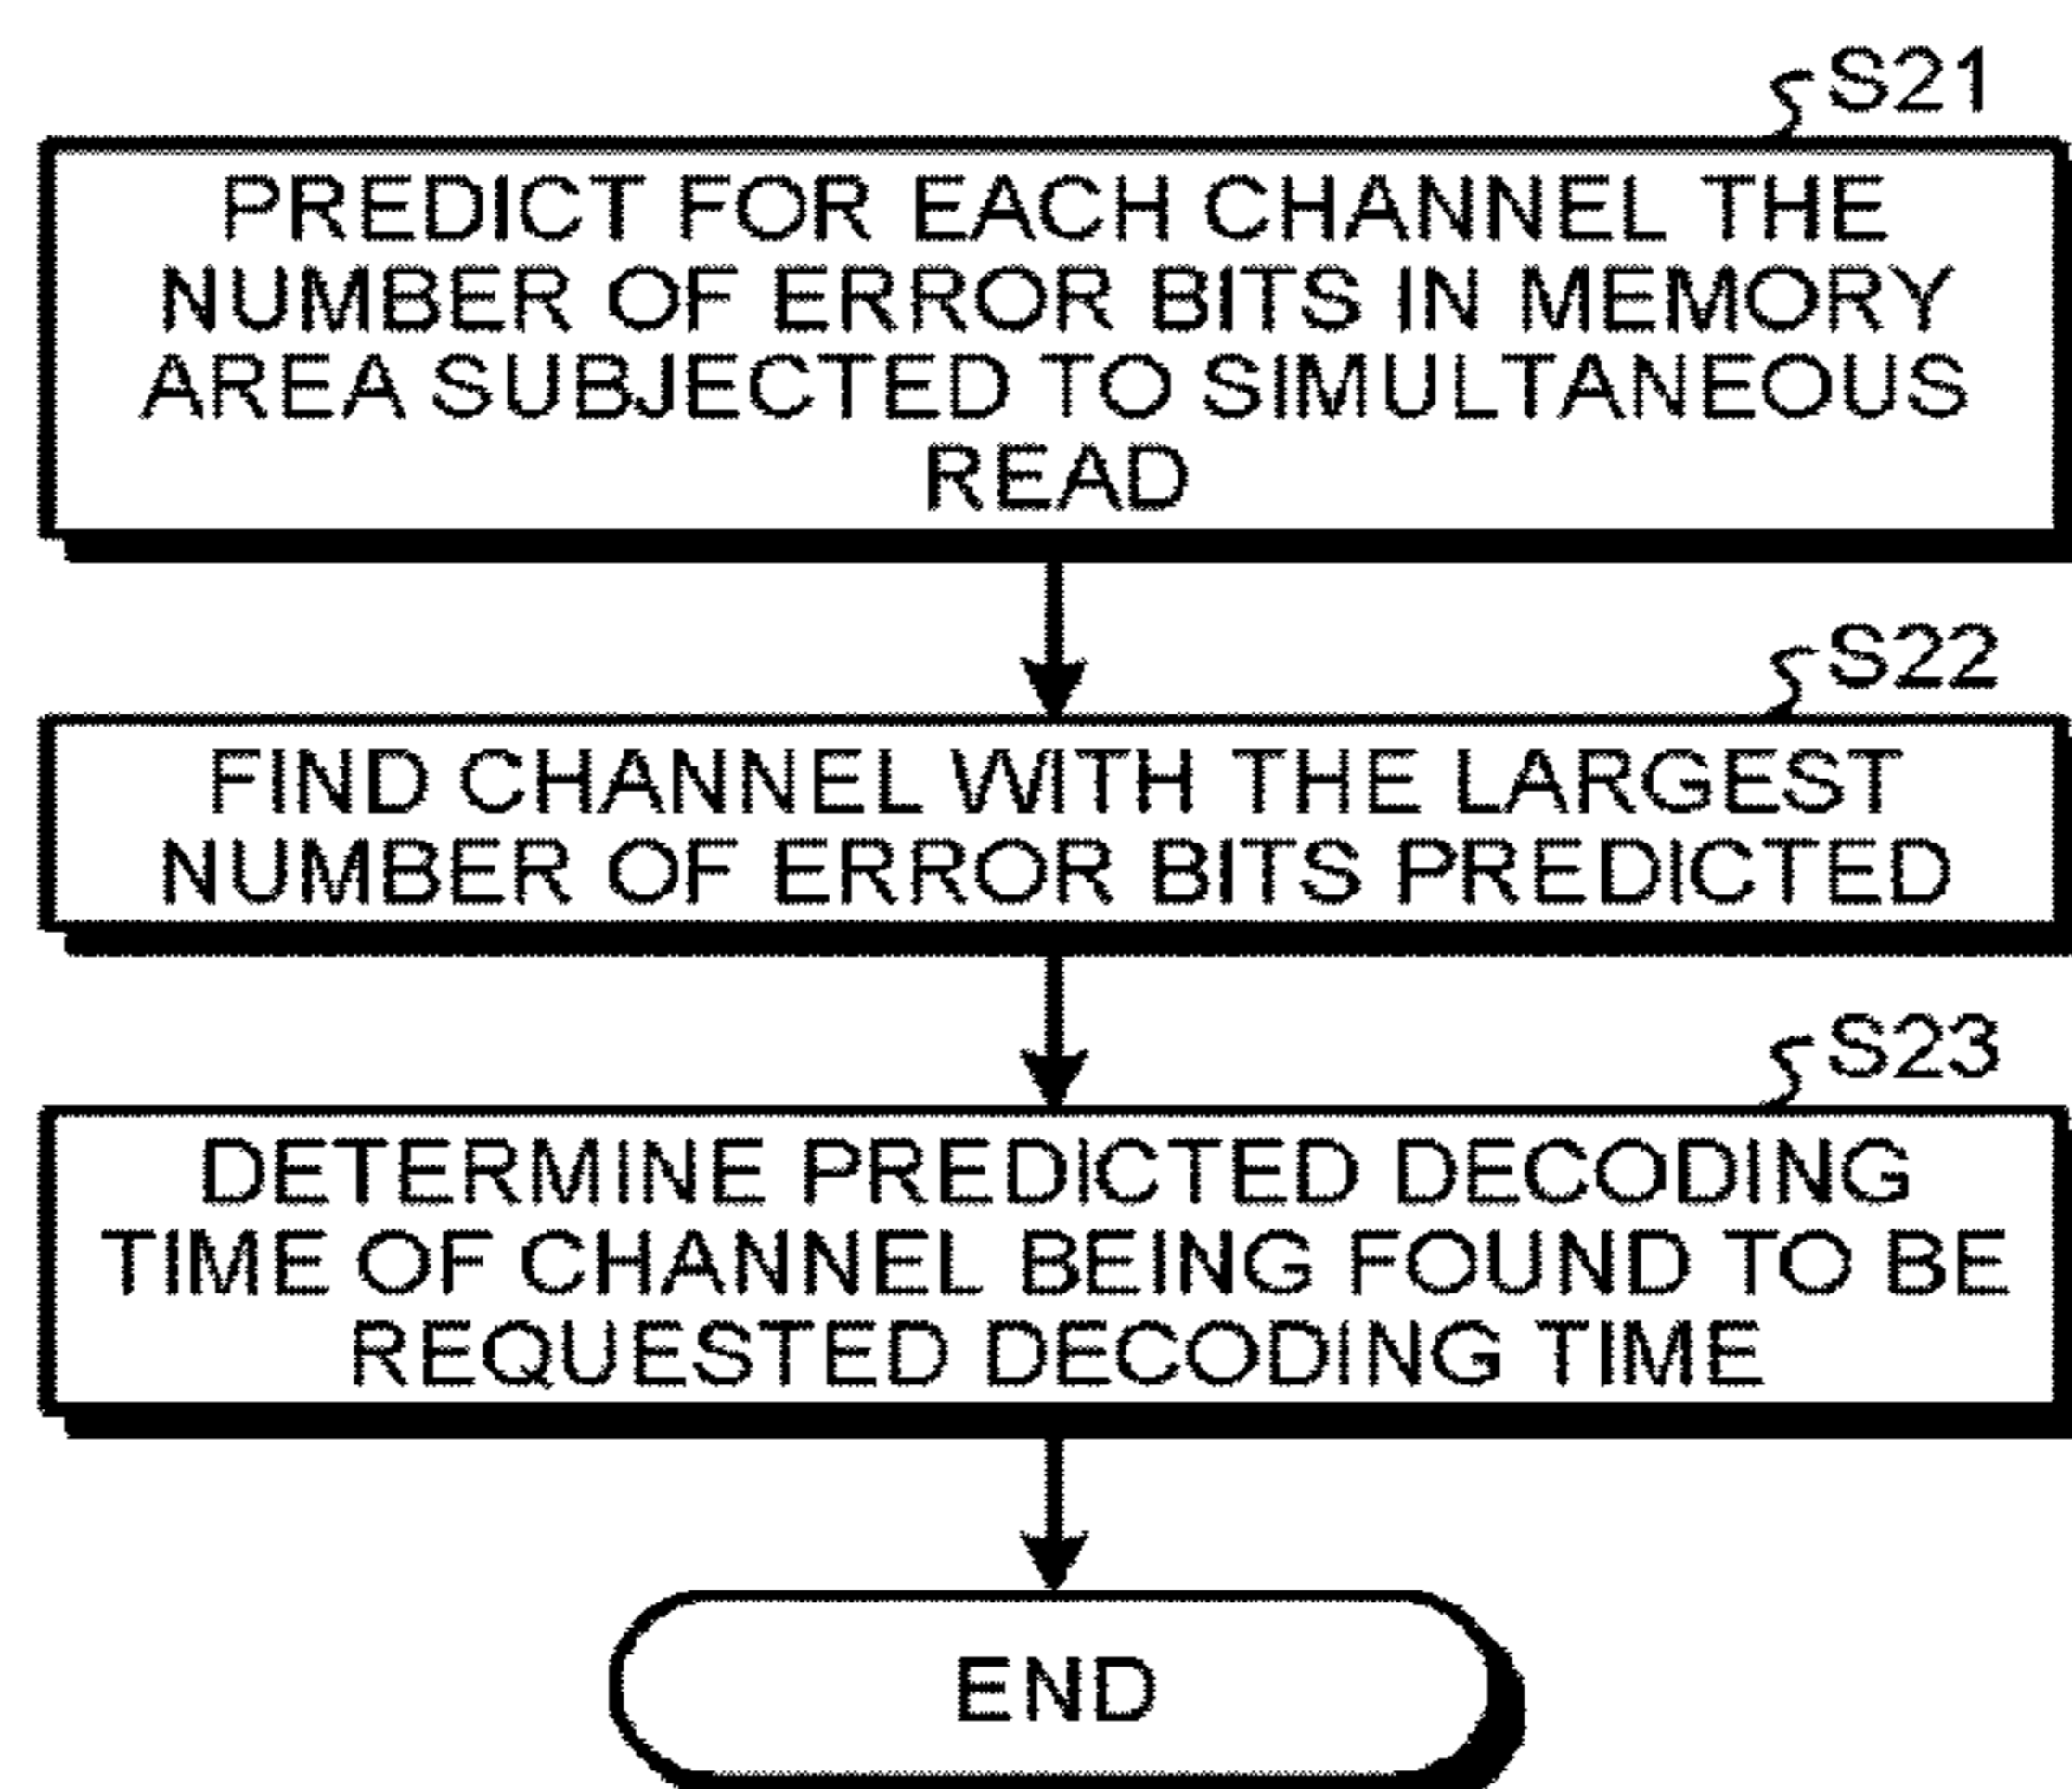 S21
PREDICT FOR EACH CHANNEL THE
NUMBER OF ERROR BITS IN MEMORY
AREA SUBJECTED TO SIMULTANEOUS
READ
S22
FIND CHANNEL WITH THE LARGEST
NUMBER OF ERROR BITS PREDICTED
S23
DETERMINE PREDICTED DECODING
TIME OF CHANNEL BEING FOUND TO BE
REQUESTED DECODING TIME
END